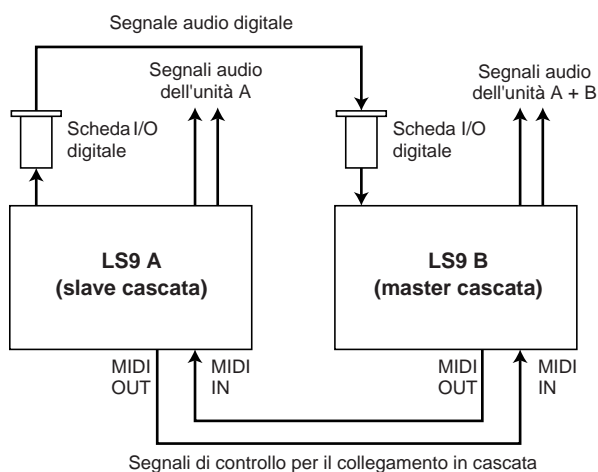 Segnale audio digitale
Segnali audio
dell'unità A
Segnali audio
dell'unità A + B
Scheda I/O
digitale
Scheda I/O
digitale
LS9 A
(slave cascata)
LS9 B
(master cascata)
MIDI
OUT
MIDI
IN
MIDI
OUT
MIDI
IN
Segnali di controllo per il collegamento in cascata